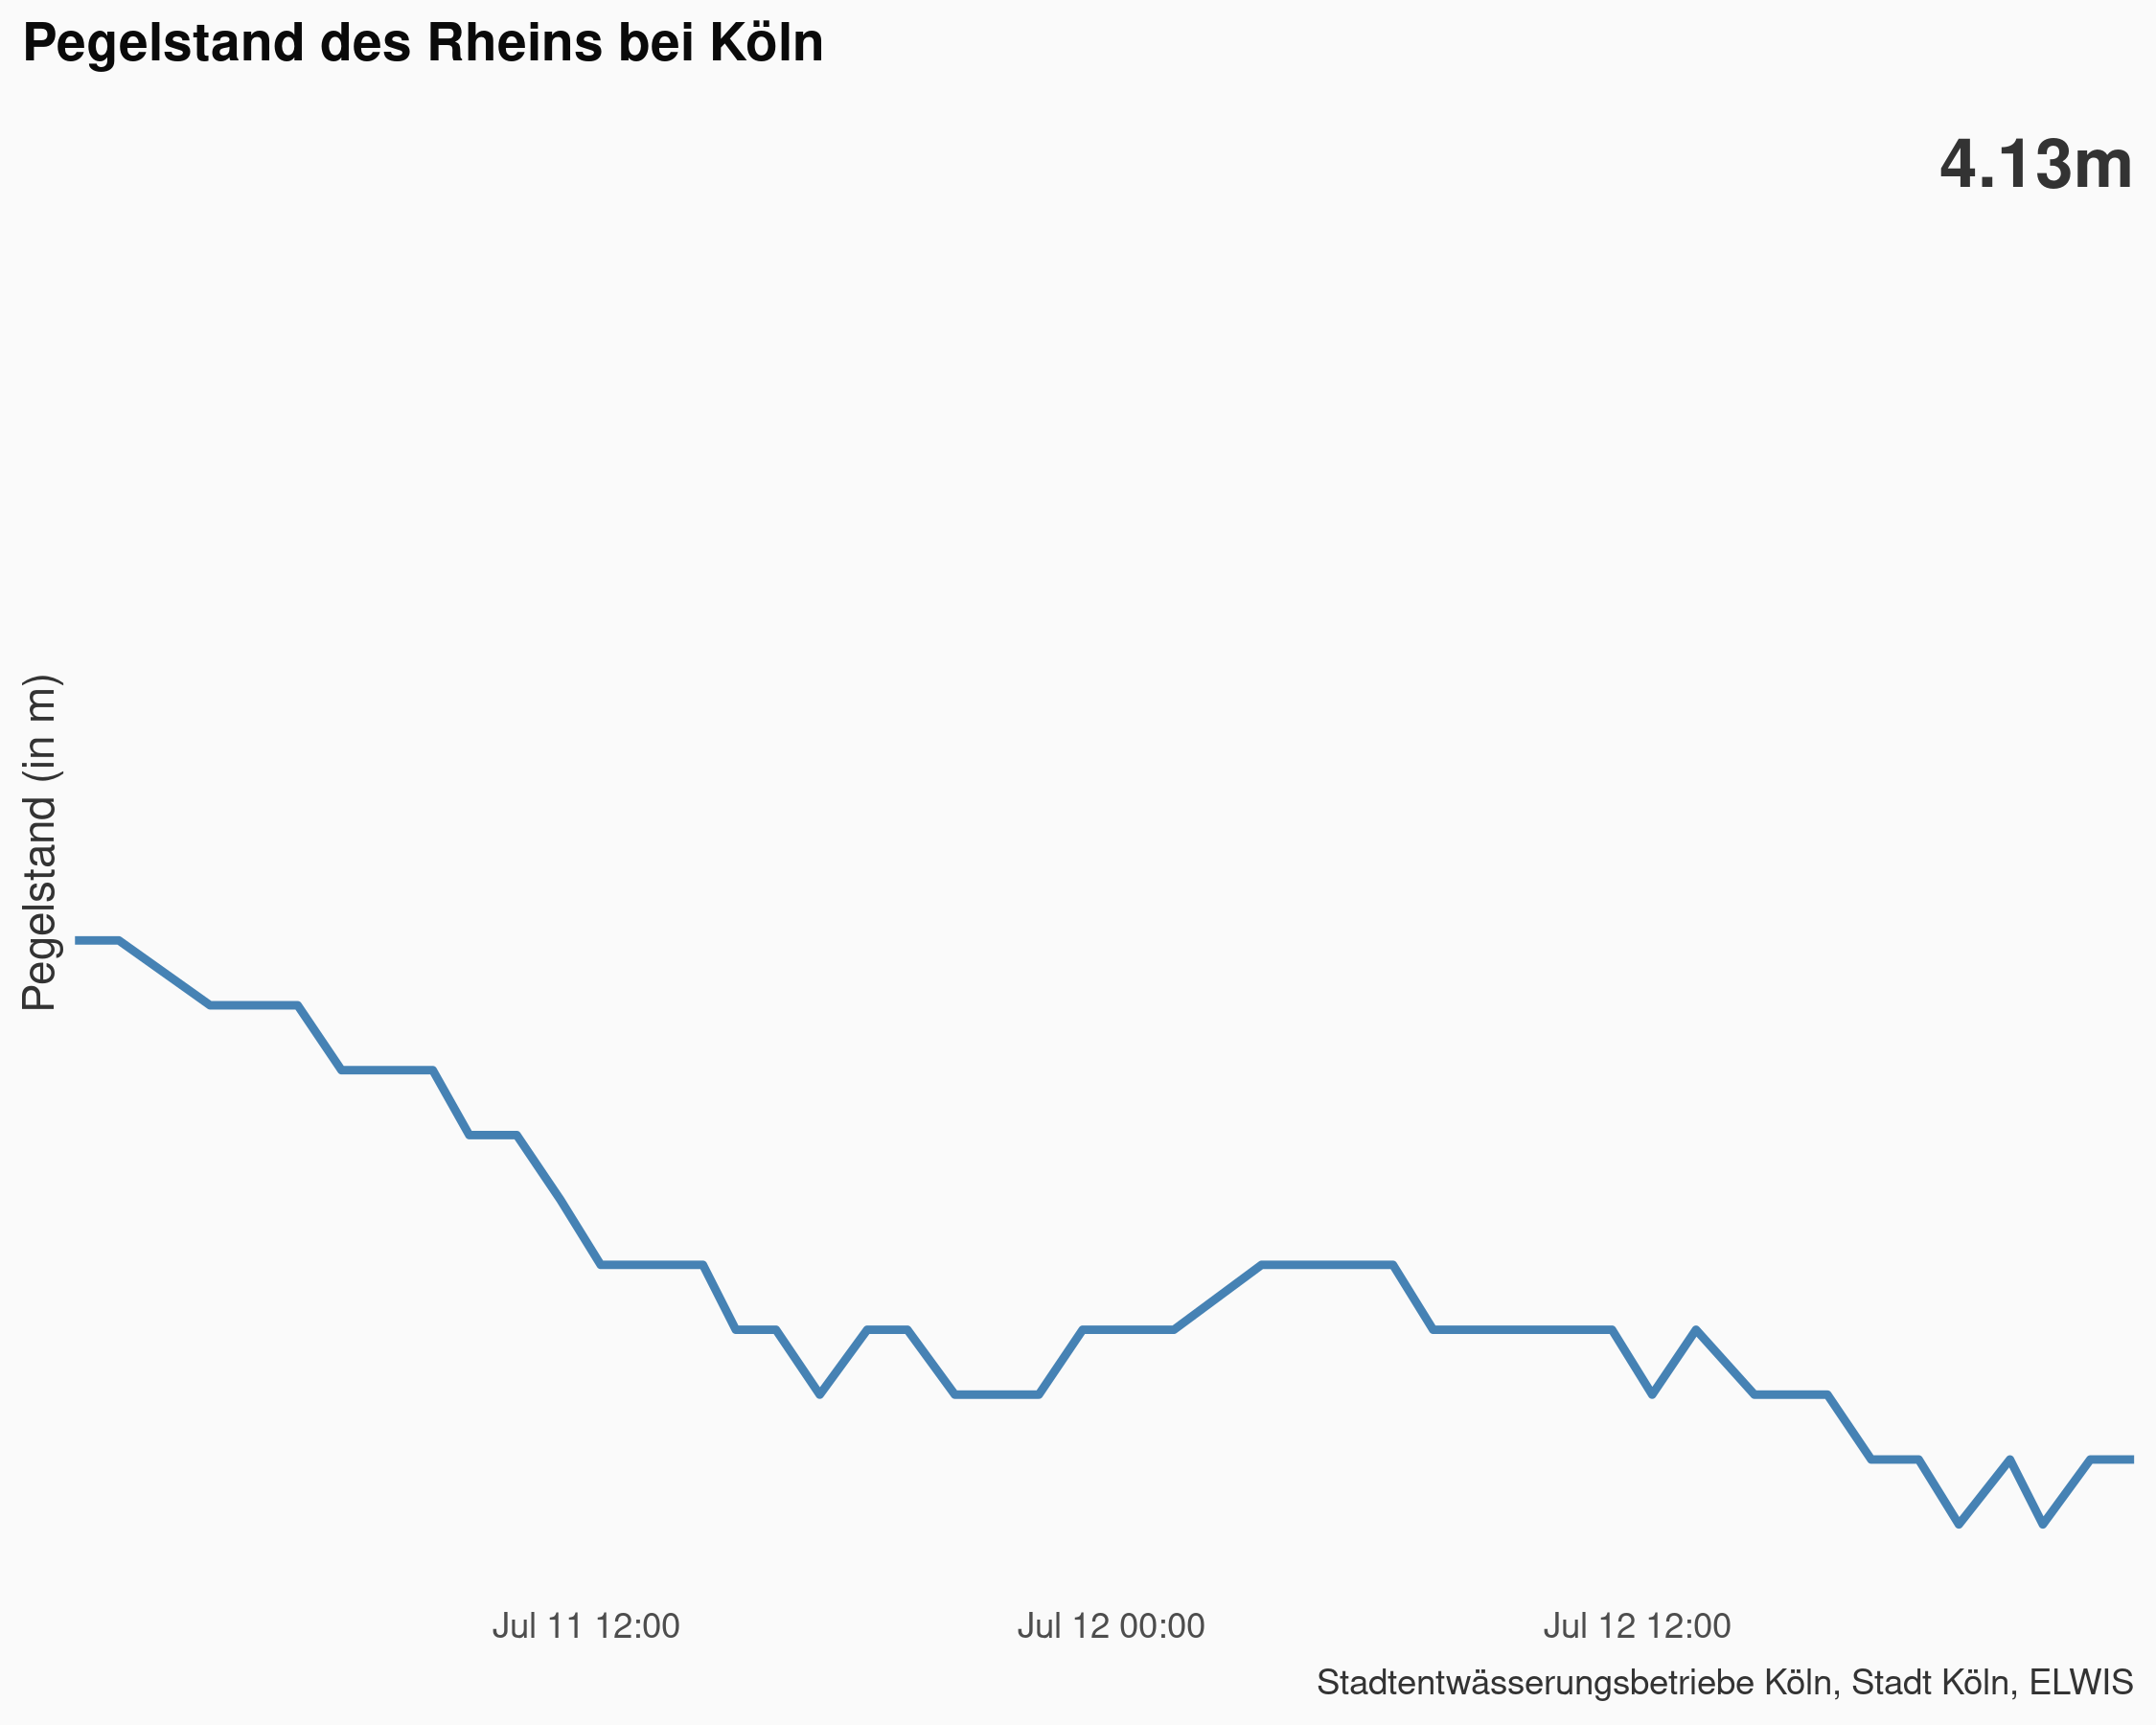 Pegelstand des Rheins bei Köln
4.13m
Pegelstand (in m)
Jul 11 12:00
Jul 12 00:00
Jul 12 12:00
Stadtentwässerungsbetriebe Köln, Stadt Köln, ELWIS